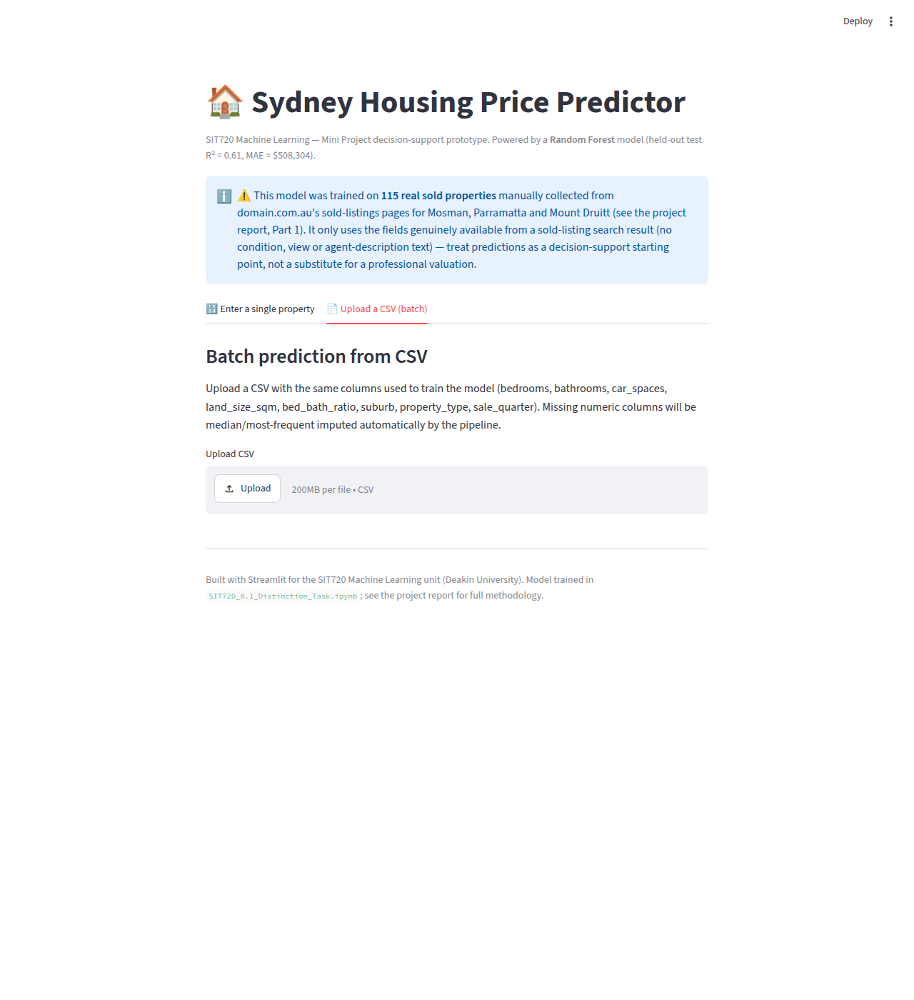 Deploy
🏠 Sydney Housing Price Predictor
SIT720 Machine Learning — Mini Project decision-support prototype. Powered by a Random Forest model (held-out test
R² = 0.61, MAE ≈ $508,304).
ℹ️ ⚠️ This model was trained on 115 real sold properties manually collected from
domain.com.au's sold-listings pages for Mosman, Parramatta and Mount Druitt (see the project
report, Part 1). It only uses the fields genuinely available from a sold-listing search result (no
condition, view or agent-description text) — treat predictions as a decision-support starting
point, not a substitute for a professional valuation.
🔢 Enter a single property 📄 Upload a CSV (batch)
Batch prediction from CSV
Upload a CSV with the same columns used to train the model (bedrooms, bathrooms, car_spaces,
land_size_sqm, bed_bath_ratio, suburb, property_type, sale_quarter). Missing numeric columns will be
median/most-frequent imputed automatically by the pipeline.
Upload CSV
Upload 200MB per file • CSV
Built with Streamlit for the SIT720 Machine Learning unit (Deakin University). Model trained in
SIT720_8.1_Distinction_Task.ipynb ; see the project report for full methodology.